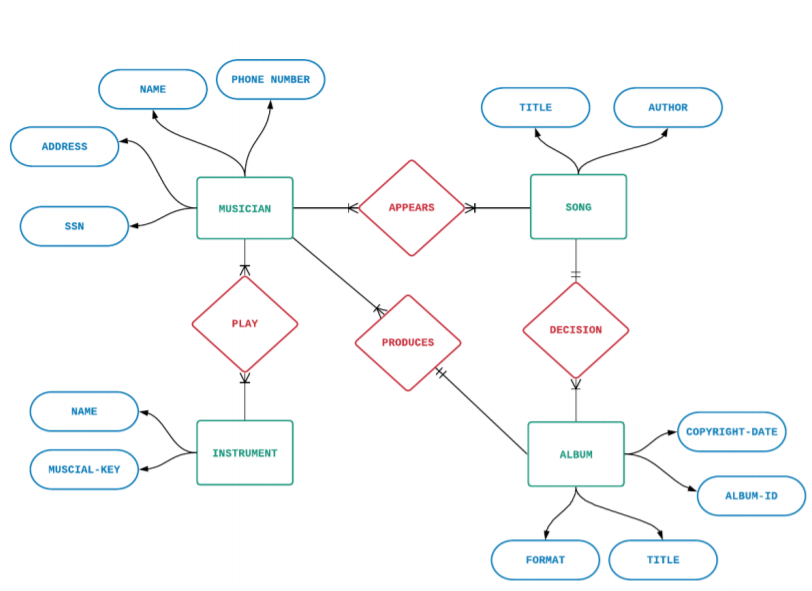 PHONE NUMBER
NAME
TITLE
AUTHOR
ADDRESS
MUSICIAN
APPEARS
SONG
SSN
PLAY
PRODUCES
DECISION
NAME
COPYRIGHT-DATE
INSTRUMENT
ALBUM
MUSCIAL-KEY
ALBUM-ID
FORMAT
TITLE